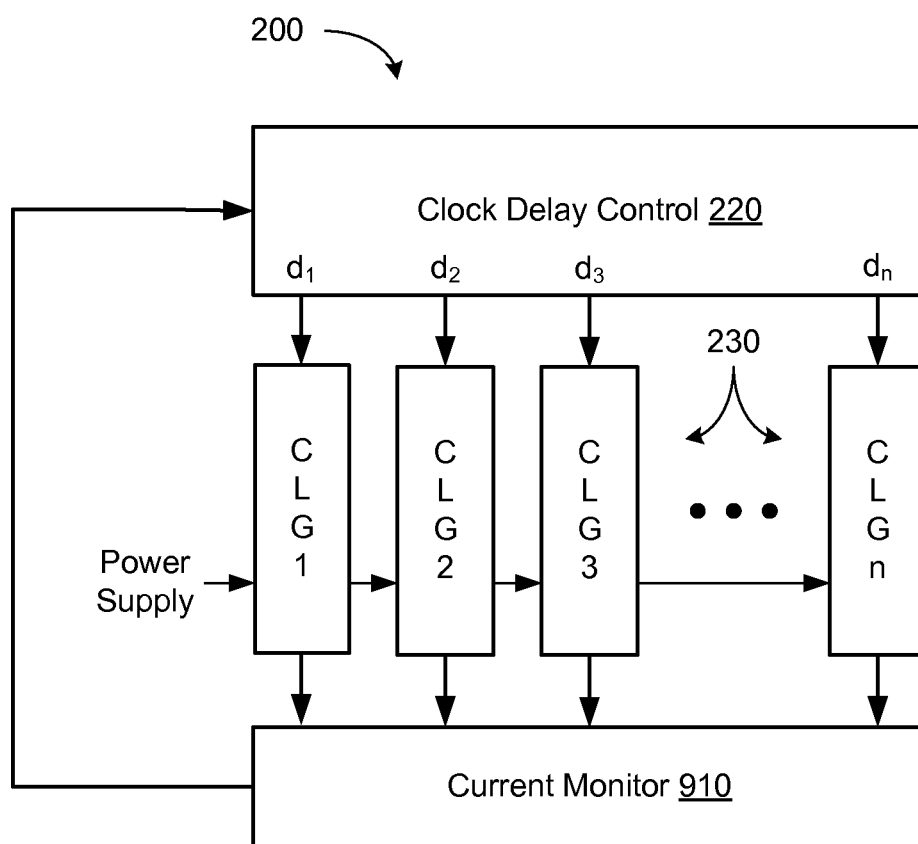 200
Clock Delay Control 220
d₁ d₂ d₃ dₙ
230
C L G 1
C L G 2
C L G 3
C L G n
Power
Supply
Current Monitor 910